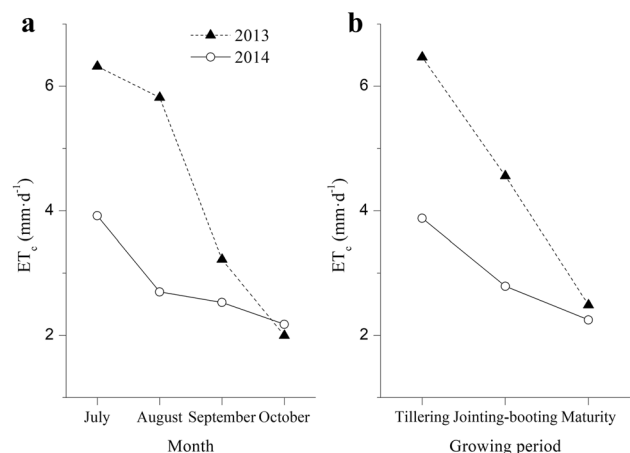 a
2013
2014
6
4
2
ETc (mm·d-1)
July August September October
Month
b
6
4
2
ETc (mm·d-1)
Tillering Jointing-booting Maturity
Growing period